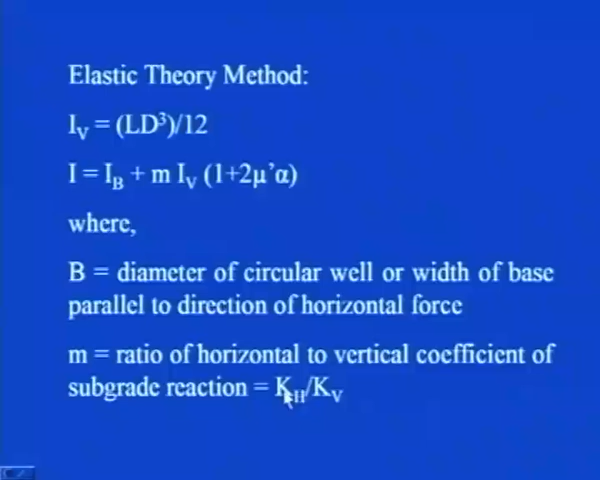 Elastic Theory Method:
I_V = (LD³)/12
I = I_B + m I_V (1+2μ’α)
where,
B = diameter of circular well or width of base
parallel to direction of horizontal force
m = ratio of horizontal to vertical coefficient of
subgrade reaction = K_H/K_V